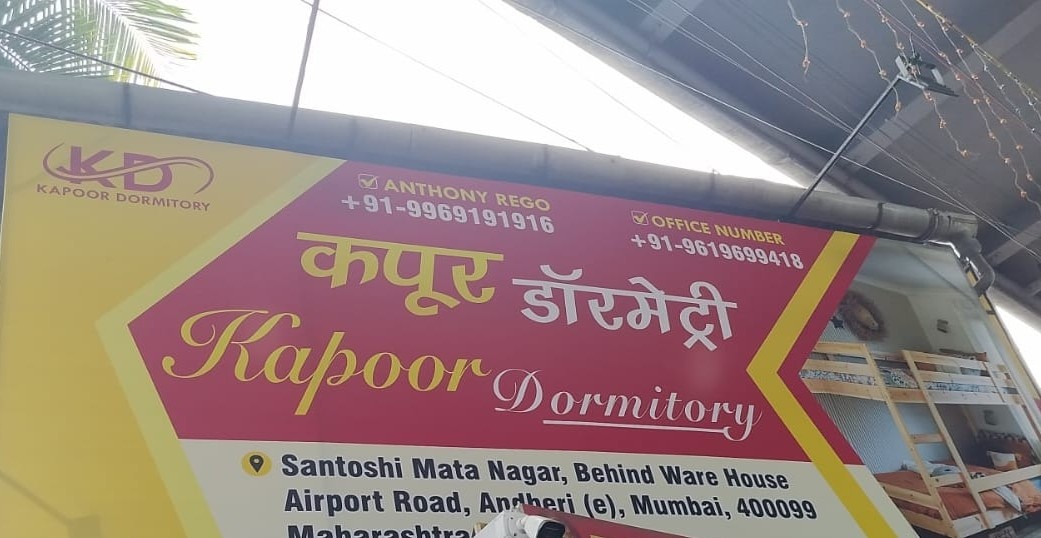 KD
KAPOOR DORMITORY
ANTHONY REGO
+91-9969191916
OFFICE NUMBER
+91-9619699418
कपूर डॉरमेट्री
Kapoor Dormitory
Santoshi Mata Nagar, Behind Ware House
Airport Road, Andheri (e), Mumbai, 400099
Maharashtra